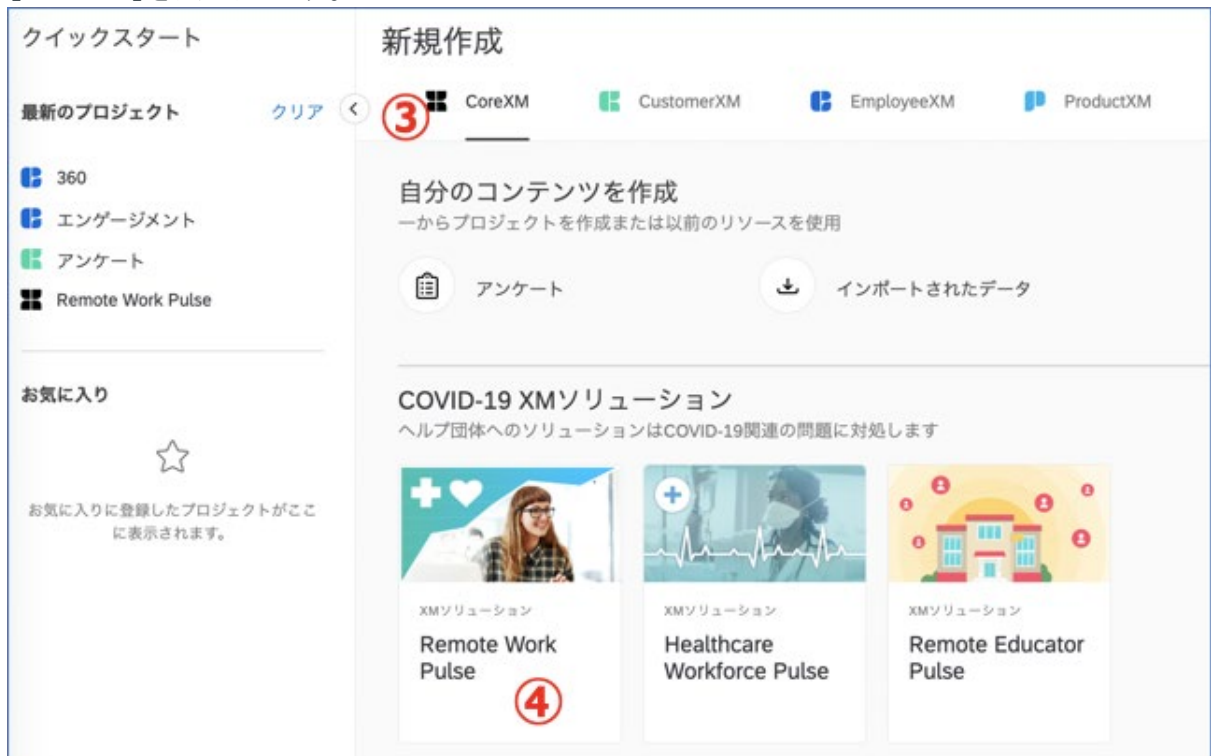 クイックスタート
最新のプロジェクト クリア
360
エンゲージメント
アンケート
Remote Work Pulse
お気に入り
お気に入りに登録したプロジェクトがここ
に表示されます。
新規作成
③ CoreXM CustomerXM EmployeeXM ProductXM
自分のコンテンツを作成
一からプロジェクトを作成または以前のリソースを使用
アンケート インポートされたデータ
COVID-19 XMソリューション
ヘルプ団体へのソリューションはCOVID-19関連の問題に対処します
XMソリューション
Remote Work
Pulse
④
XMソリューション
Healthcare
Workforce Pulse
XMソリューション
Remote Educator
Pulse